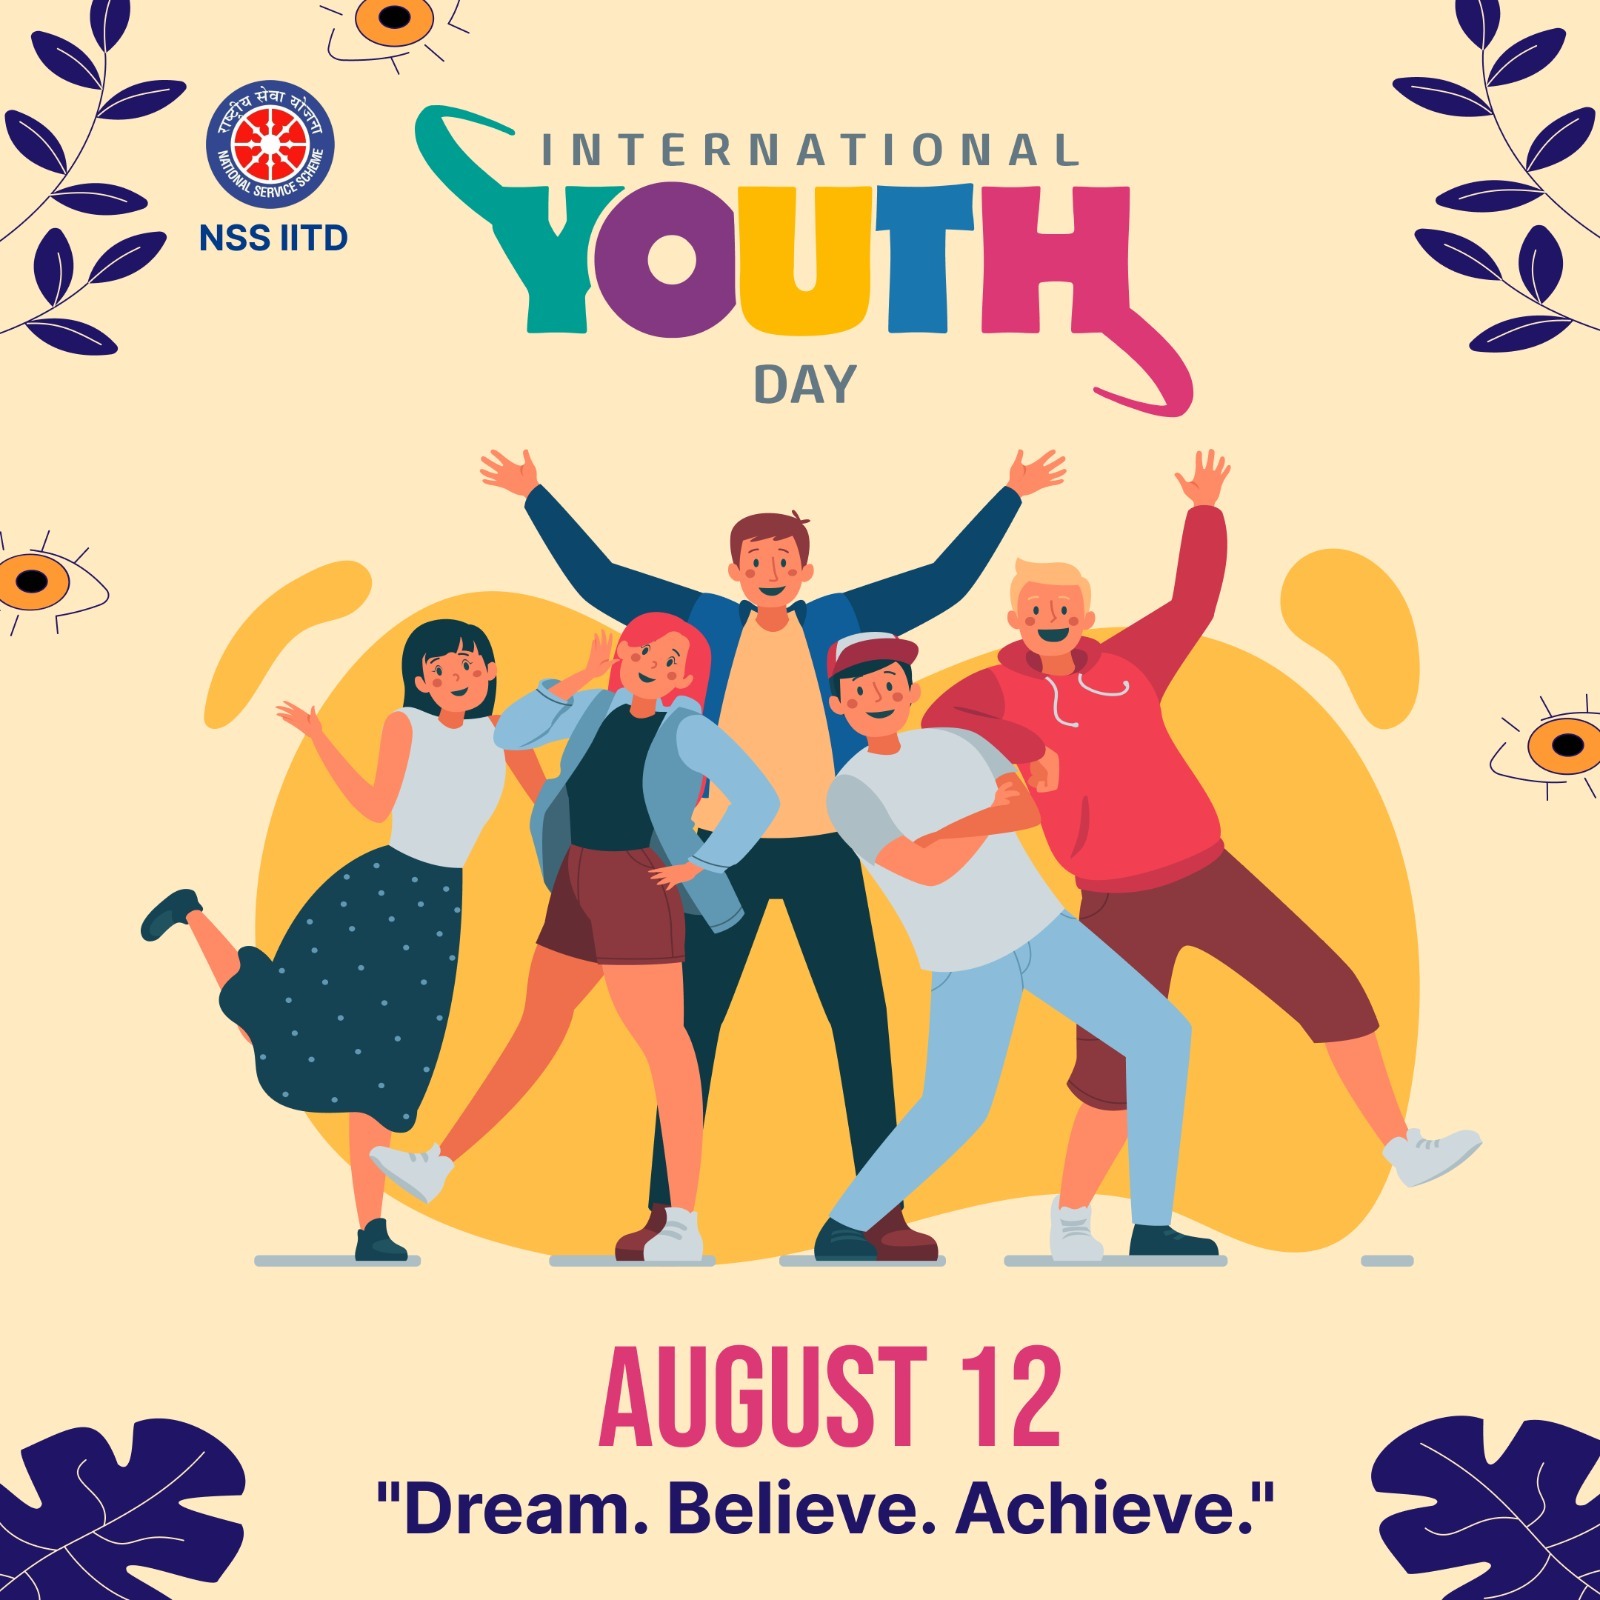 राष्ट्रीय सेवा योजना
NATIONAL SERVICE SCHEME
NSS IITD
INTERNATIONAL
YOUTH
DAY
AUGUST 12
"Dream. Believe. Achieve."